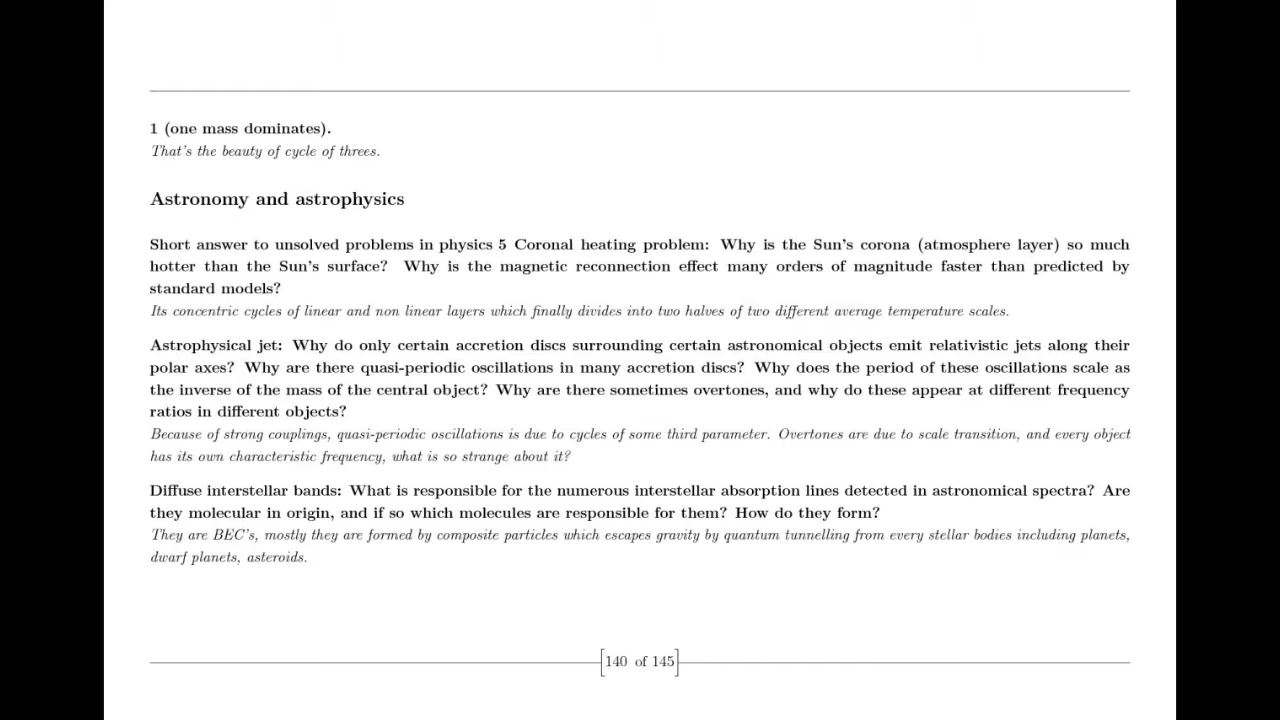 1 (one mass dominates).
That's the beauty of cycle of threes.
Astronomy and astrophysics
Short answer to unsolved problems in physics 5 Coronal heating problem: Why is the Sun's corona (atmosphere layer) so much
hotter than the Sun's surface? Why is the magnetic reconnection effect many orders of magnitude faster than predicted by
standard models?
Its concentric cycles of linear and non linear layers which finally divides into two halves of two different average temperature scales.
Astrophysical jet: Why do only certain accretion discs surrounding certain astronomical objects emit relativistic jets along their
polar axes? Why are there quasi-periodic oscillations in many accretion discs? Why does the period of these oscillations scale as
the inverse of the mass of the central object? Why are there sometimes overtones, and why do these appear at different frequency
ratios in different objects?
Because of strong couplings, quasi-periodic oscillations is due to cycles of some third parameter. Overtones are due to scale transition, and every object
has its own characteristic frequency, what is so strange about it?
Diffuse interstellar bands: What is responsible for the numerous interstellar absorption lines detected in astronomical spectra? Are
they molecular in origin, and if so which molecules are responsible for them? How do they form?
They are BEC's, mostly they are formed by composite particles which escapes gravity by quantum tunnelling from every stellar bodies including planets,
dwarf planets, asteroids.
140 of 145